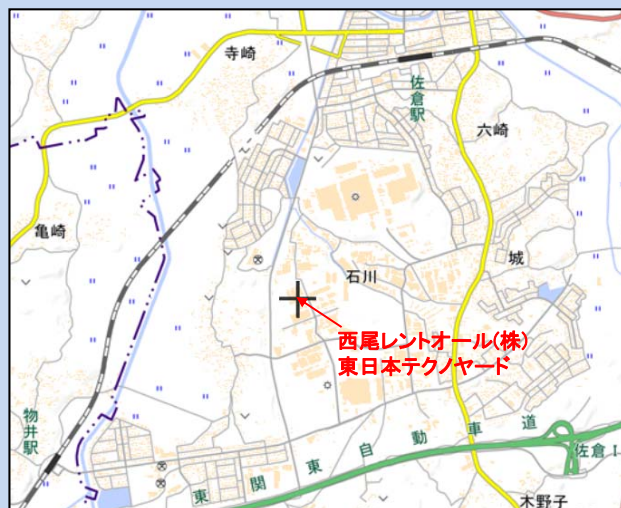 寺崎
佐倉駅
六崎
亀崎
城
石川
西尾レントオール(株)
東日本テクノヤード
物井駅
東関東自動車道
佐倉I
木野子